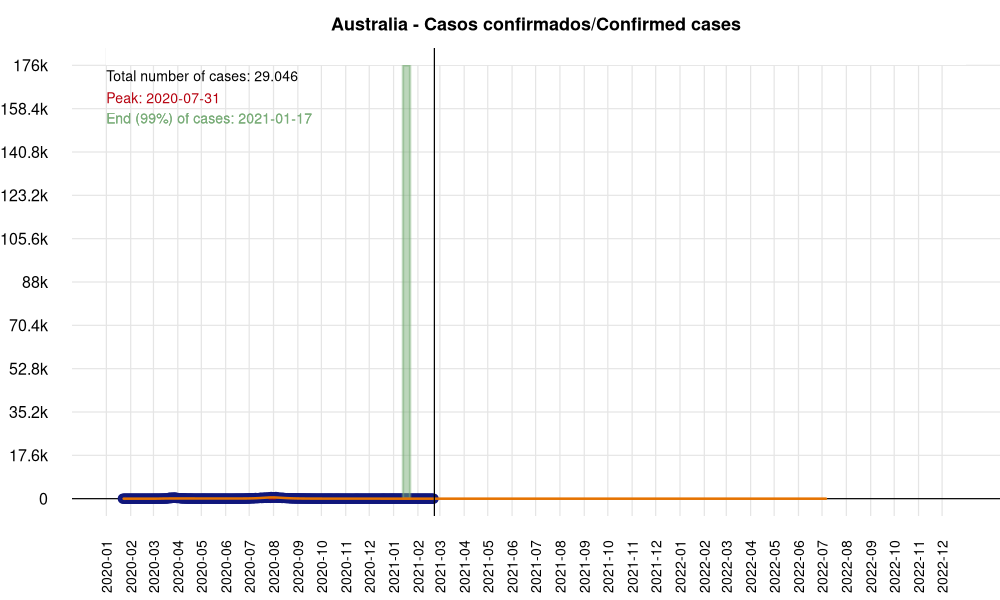 Australia - Casos confirmados/Confirmed cases
Total number of cases: 29.046
Peak: 2020-07-31
End (99%) of cases: 2021-01-17
176k
158.4k
140.8k
123.2k
105.6k
88k
70.4k
52.8k
35.2k
17.6k
0
2020-01
2020-02
2020-03
2020-04
2020-05
2020-06
2020-07
2020-08
2020-09
2020-10
2020-11
2020-12
2021-01
2021-02
2021-03
2021-04
2021-05
2021-06
2021-07
2021-08
2021-09
2021-10
2021-11
2021-12
2022-01
2022-02
2022-03
2022-04
2022-05
2022-06
2022-07
2022-08
2022-09
2022-10
2022-11
2022-12